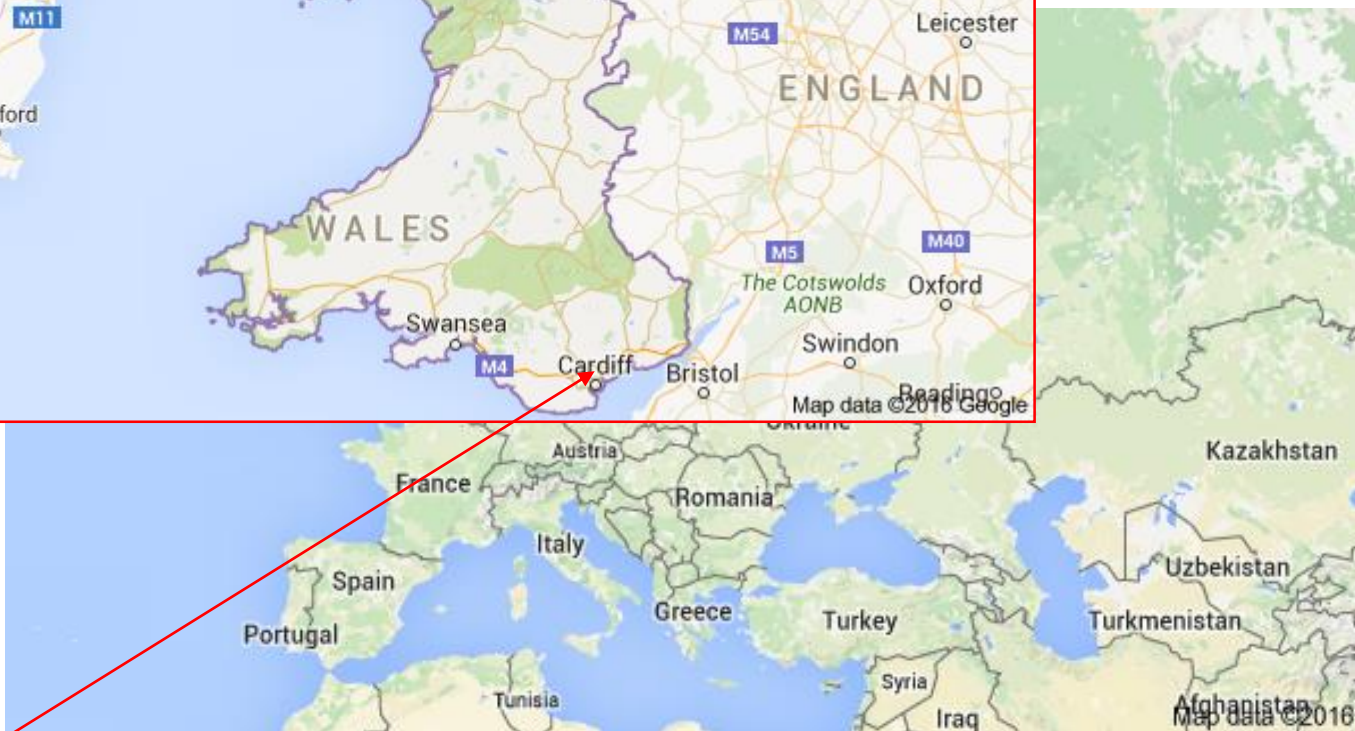 M11
M54
Leicester
ENGLAND
ford
WALES
M5
M40
The Cotswolds
AONB
Oxford
Swansea
Swindon
M4
Cardiff
Bristol
Reading
Map data ©2016 Google
Ukraine
Austria
Kazakhstan
France
Romania
Italy
Uzbekistan
Spain
Greece
Turkey
Turkmenistan
Portugal
Syria
Tunisia
Afghanistan
Iraq
Map data ©2016